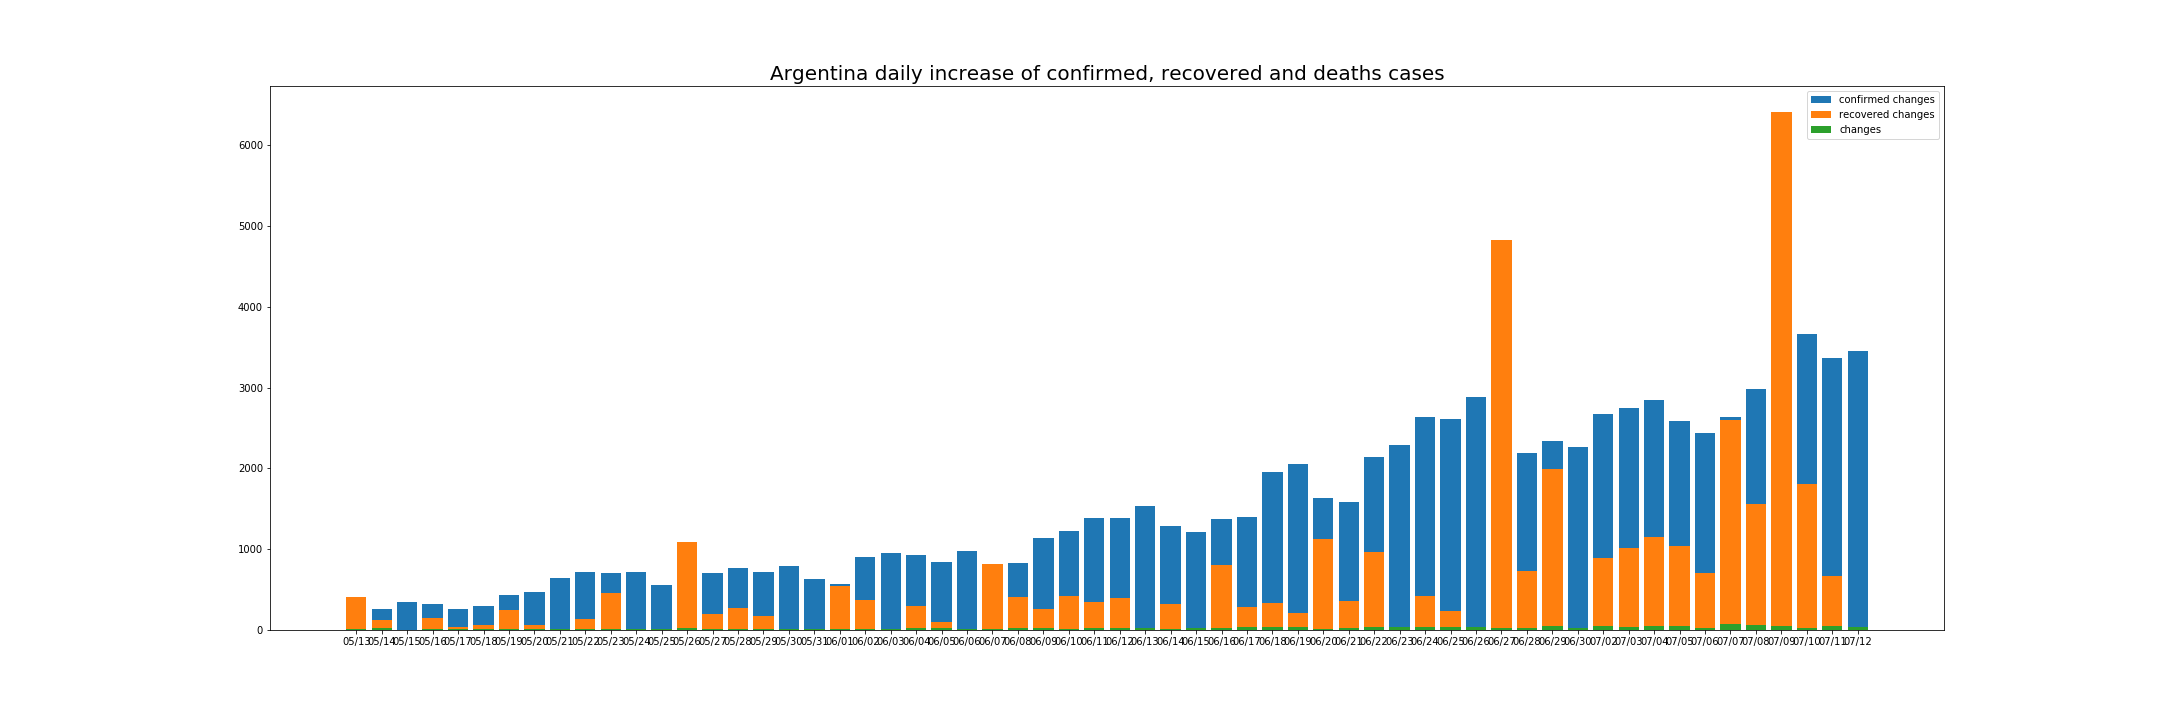 Argentina daily increase of confirmed, recovered and deaths cases
confirmed changes
recovered changes
changes
6000
5000
4000
3000
2000
1000
0
05/13 05/14 05/15 05/16 05/17 05/18 05/19 05/20 05/21 05/22 05/23 05/24 05/25 05/26 05/27 05/28 05/29 05/30 05/31 06/01 06/02 06/03 06/04 06/05 06/06 06/07 06/08 06/09 06/10 06/11 06/12 06/13 06/14 06/15 06/16 06/17 06/18 06/19 06/20 06/21 06/22 06/23 06/24 06/25 06/26 06/27 06/28 06/29 06/30 07/02 07/03 07/04 07/05 07/06 07/07 07/08 07/09 07/10 07/11 07/12